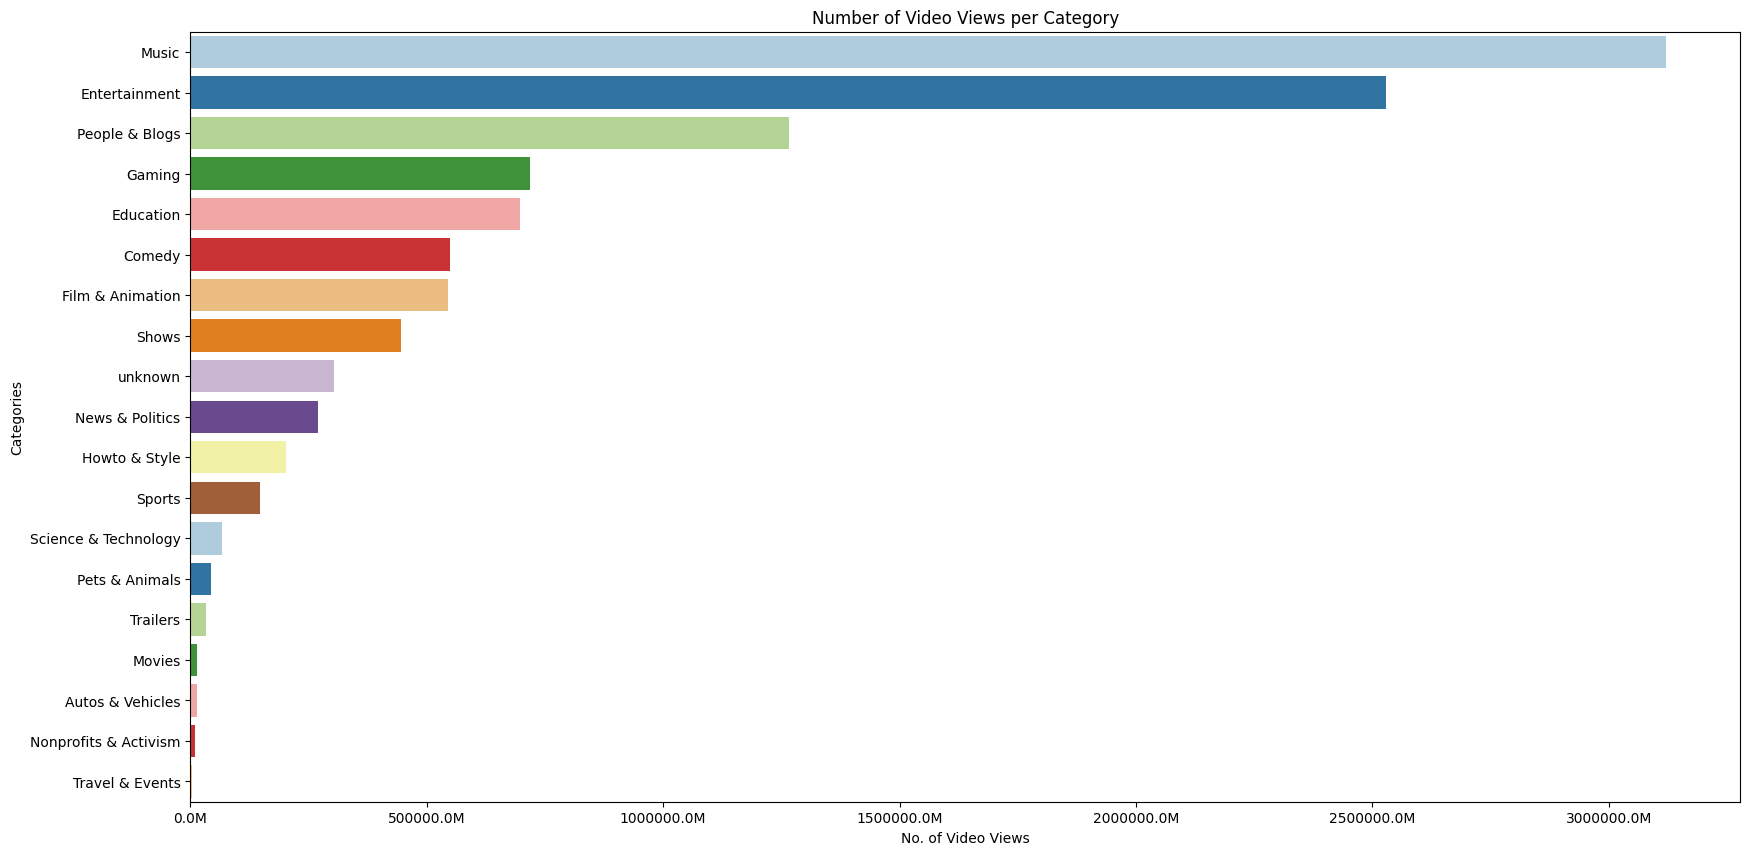 Number of Video Views per Category
Categories
Music
Entertainment
People & Blogs
Gaming
Education
Comedy
Film & Animation
Shows
unknown
News & Politics
Howto & Style
Sports
Science & Technology
Pets & Animals
Trailers
Movies
Autos & Vehicles
Nonprofits & Activism
Travel & Events
0.0M 500000.0M 1000000.0M 1500000.0M 2000000.0M 2500000.0M 3000000.0M
No. of Video Views